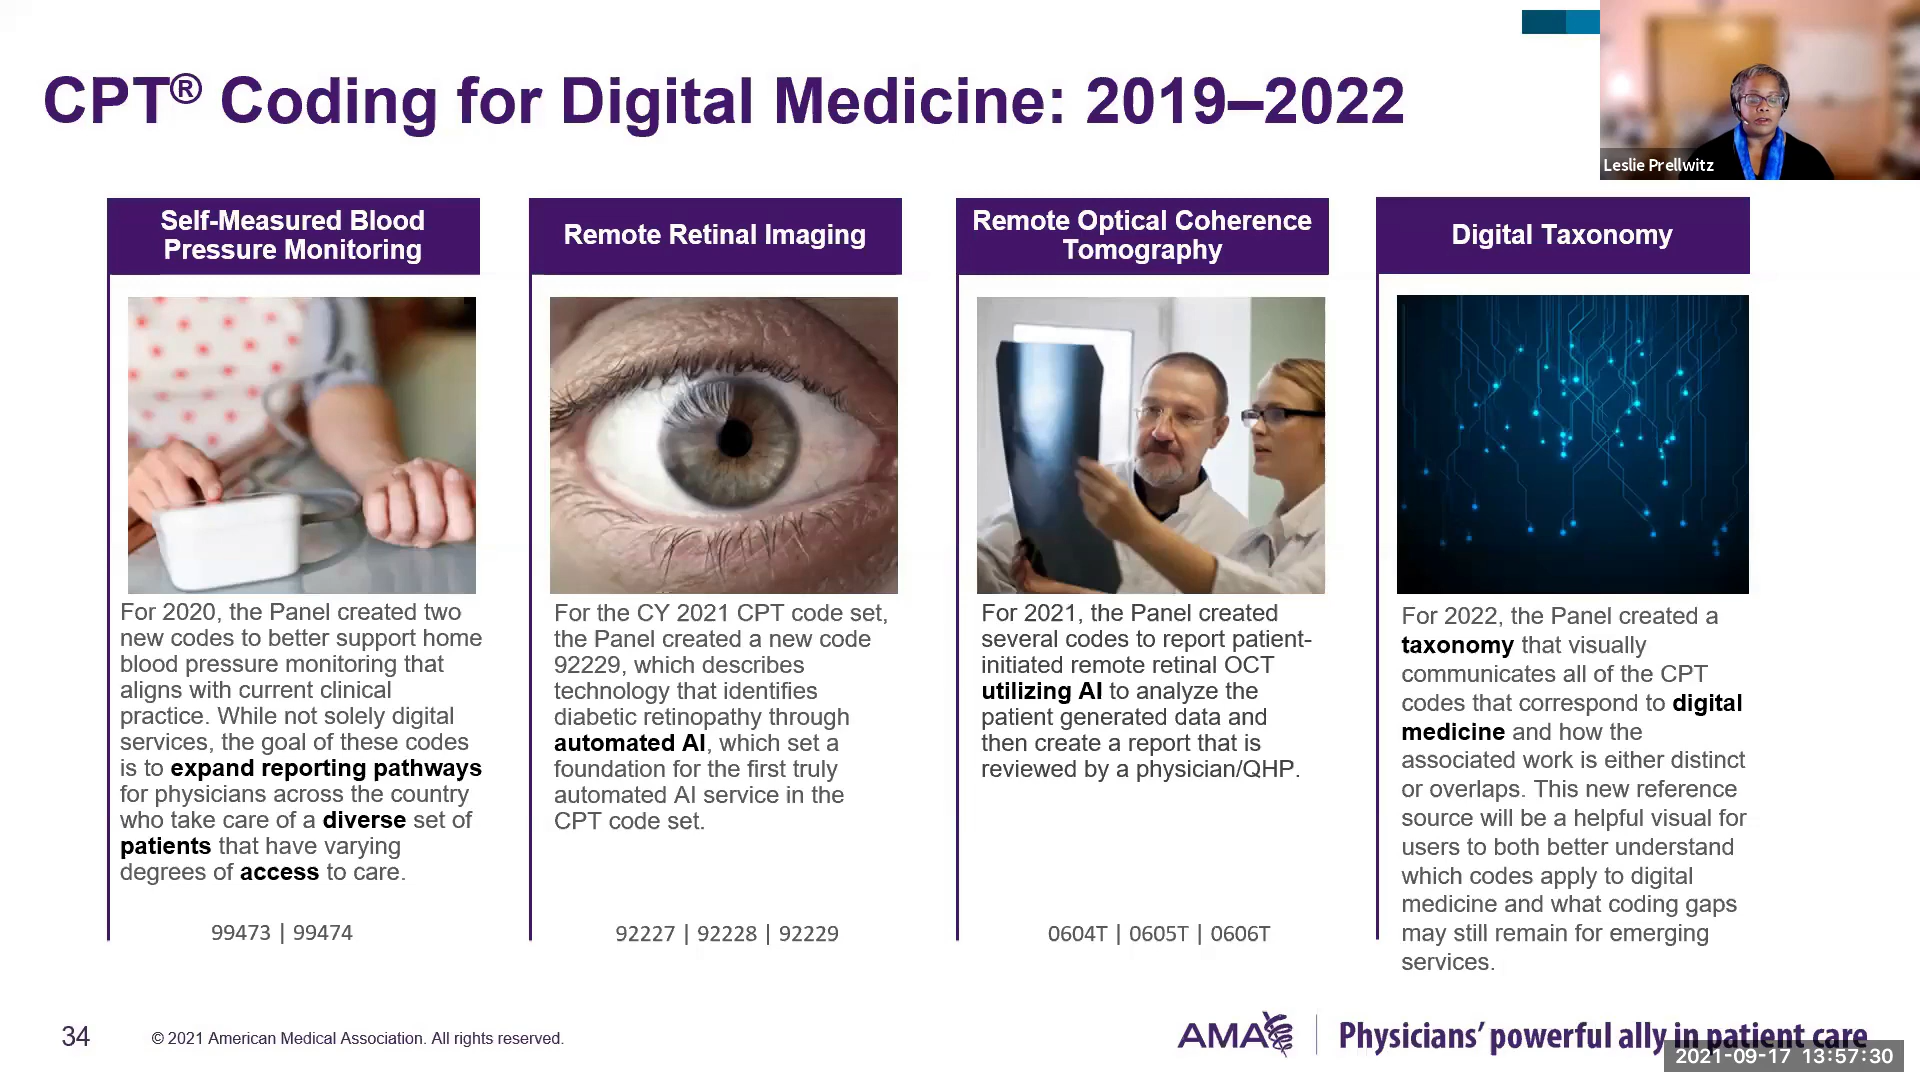 CPT® Coding for Digital Medicine: 2019–2022
Leslie Prellwitz
Self-Measured Blood
Pressure Monitoring
For 2020, the Panel created two
new codes to better support home
blood pressure monitoring that
aligns with current clinical
practice. While not solely digital
services, the goal of these codes
is to expand reporting pathways
for physicians across the country
who take care of a diverse set of
patients that have varying
degrees of access to care.
99473 | 99474
Remote Retinal Imaging
For the CY 2021 CPT code set,
the Panel created a new code
92229, which describes
technology that identifies
diabetic retinopathy through
automated AI, which set a
foundation for the first truly
automated AI service in the
CPT code set.
92227 | 92228 | 92229
Remote Optical Coherence
Tomography
For 2021, the Panel created
several codes to report patient-
initiated remote retinal OCT
utilizing AI to analyze the
patient generated data and
then create a report that is
reviewed by a physician/QHP.
0604T | 0605T | 0606T
Digital Taxonomy
For 2022, the Panel created a
taxonomy that visually
communicates all of the CPT
codes that correspond to digital
medicine and how the
associated work is either distinct
or overlaps. This new reference
source will be a helpful visual for
users to both better understand
which codes apply to digital
medicine and what coding gaps
may still remain for emerging
services.
34
© 2021 American Medical Association. All rights reserved.
AMA
Physicians’ powerful ally in patient care
2021-09-17 13:57:30